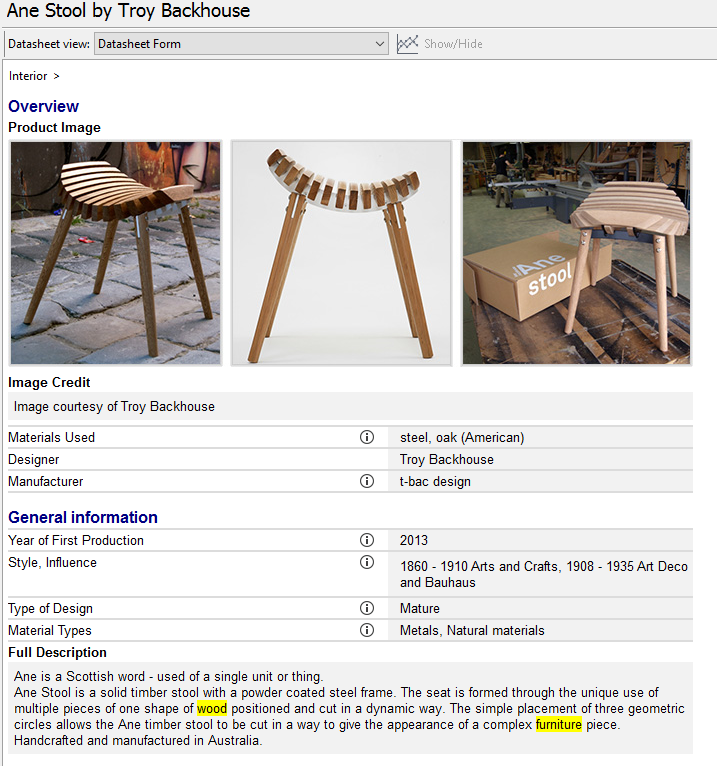 Ane Stool by Troy Backhouse
Datasheet view: Datasheet Form Show/Hide
Interior >
Overview
Product Image
Ane
stool
Image Credit
Image courtesy of Troy Backhouse
Materials Used steel, oak (American)
Designer Troy Backhouse
Manufacturer t-bac design
General information
Year of First Production 2013
Style, Influence 1860 - 1910 Arts and Crafts, 1908 - 1935 Art Deco
and Bauhaus
Type of Design Mature
Material Types Metals, Natural materials
Full Description
Ane is a Scottish word - used of a single unit or thing.
Ane Stool is a solid timber stool with a powder coated steel frame. The seat is formed through the unique use of
multiple pieces of one shape of wood positioned and cut in a dynamic way. The simple placement of three geometric
circles allows the Ane timber stool to be cut in a way to give the appearance of a complex furniture piece.
Handcrafted and manufactured in Australia.